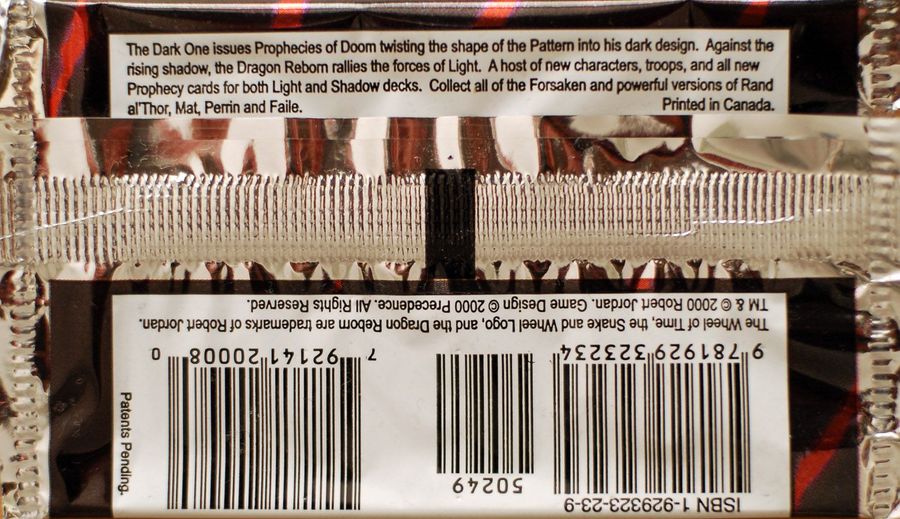 The Dark One issues Prophecies of Doom twisting the shape of the Pattern into his dark design. Against the
rising shadow, the Dragon Reborn rallies the forces of Light. A host of new characters, troops, and all new
Prophecy cards for both Light and Shadow decks. Collect all of the Forsaken and powerful versions of Rand
al'Thor, Mat, Perrin and Faile. Printed in Canada.
ISBN 1-929323-23-9
50249
9 781929 323234
7 92141 20008 0
Patents Pending.
The Wheel of Time, the Snake and Wheel Logo, and the Dragon Reborn are trademarks of Robert Jordan.
TM & © 2000 Robert Jordan. Game Design © 2000 Precedence. All Rights Reserved.